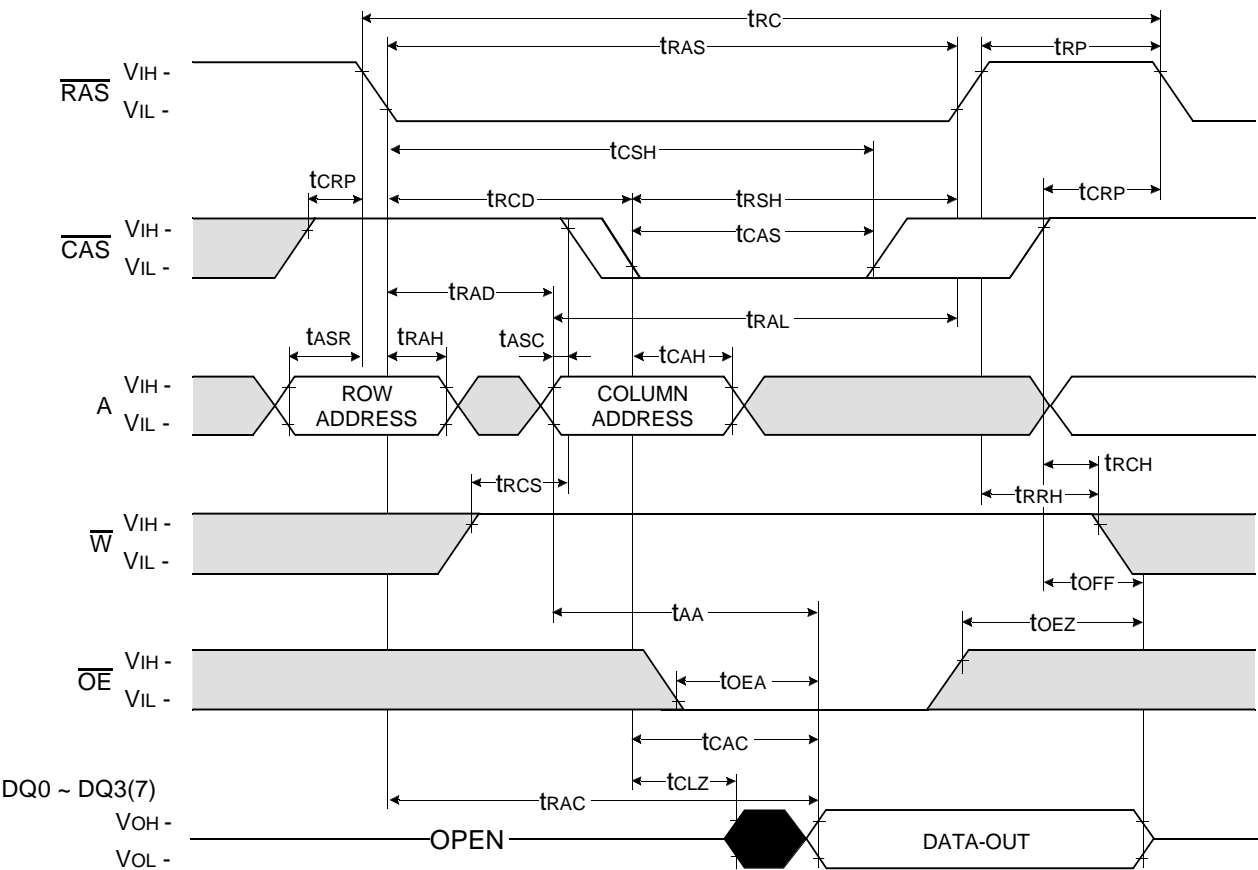 tRC
tRAS
tRP
RAS
VIH -
VIL -
tCSH
tCRP
tRCD
tRSH
tCRP
CAS
VIH -
VIL -
tCAS
tRAD
tRAL
tASR
tRAH
tASC
tCAH
A
VIH -
VIL -
ROW
ADDRESS
COLUMN
ADDRESS
tRCH
tRCS
tRRH
W
VIH -
VIL -
tOFF
tAA
tOEZ
OE
VIH -
VIL -
tOEA
tCAC
tCLZ
DQ0 ~ DQ3(7)
tRAC
VOH -
VOL -
OPEN
DATA-OUT